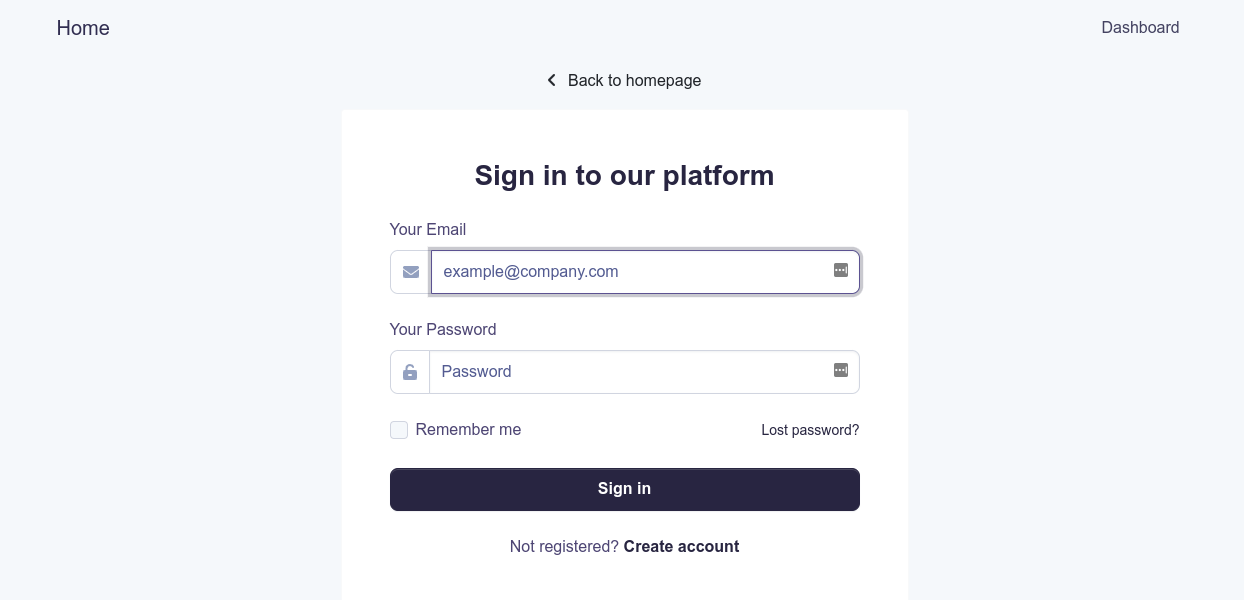 Home
Dashboard
Back to homepage
Sign in to our platform
Your Email
example@company.com
Your Password
Password
Remember me
Lost password?
Sign in
Not registered? Create account